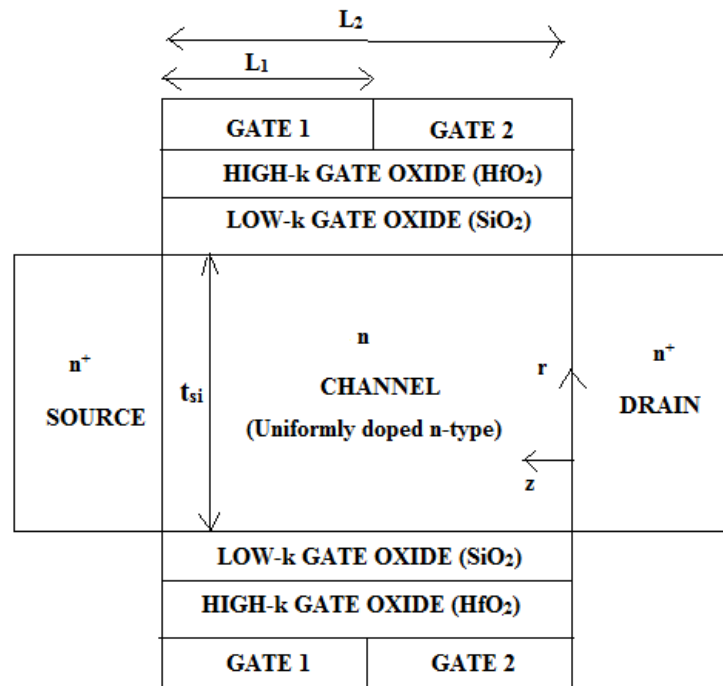 L₂
L₁
GATE 1 GATE 2
HIGH-k GATE OXIDE (HfO₂)
LOW-k GATE OXIDE (SiO₂)
n⁺
SOURCE
t_si
n
CHANNEL
(Uniformly doped n-type)
r
z
n⁺
DRAIN
LOW-k GATE OXIDE (SiO₂)
HIGH-k GATE OXIDE (HfO₂)
GATE 1 GATE 2